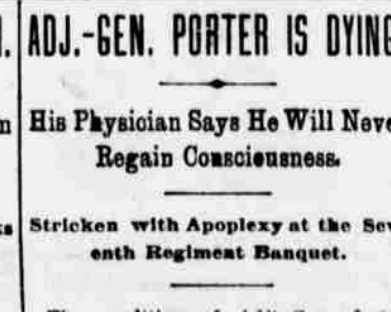 ADJ.-GEN. PORTER IS DYING
His Physician Says He Will Neve
Regain Consciousness.
Stricken with Apoplexy at the Sev
enth Regiment Banquet.